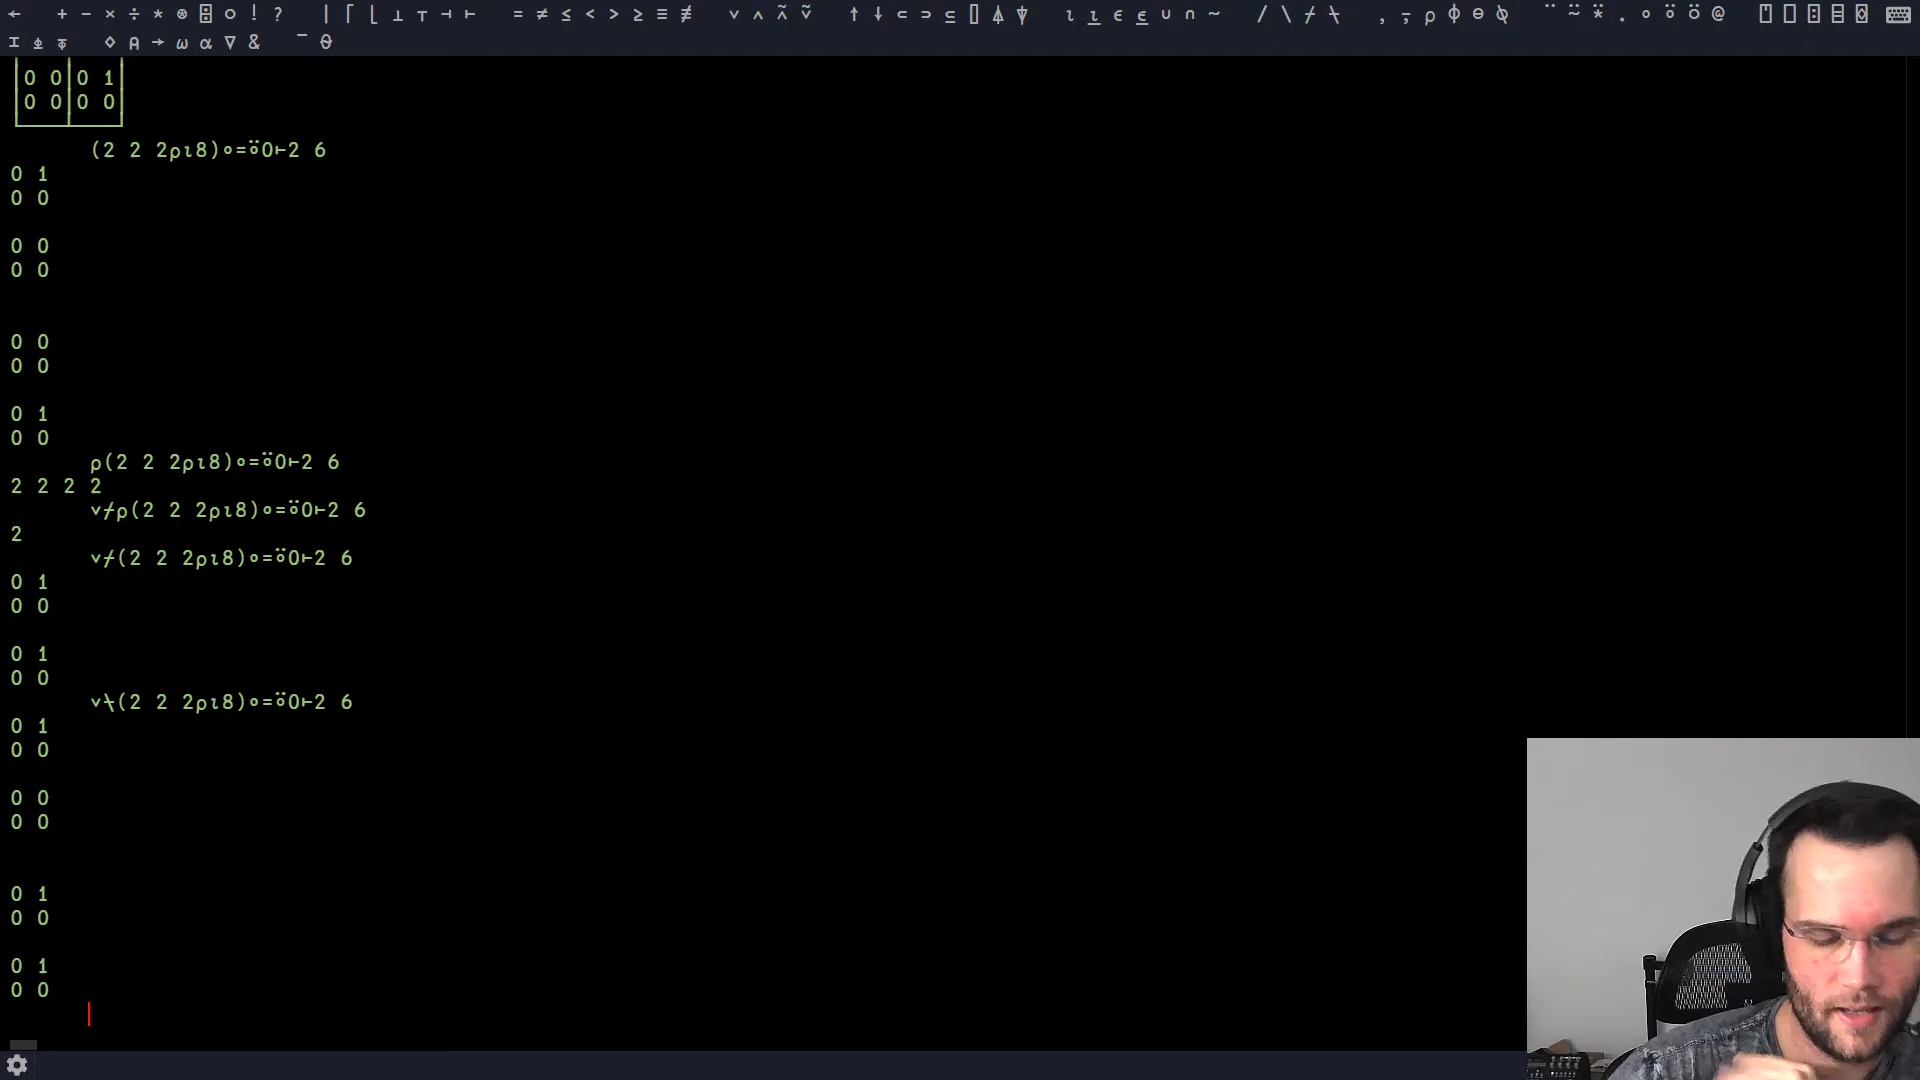 ← + - × ÷ * ⍟ ⌹ ○ ! ? | ⌈ ⌊ ⊥ ⊤ ⊣ ⊢ = ≠ ≤ < > ≥ ≡ ≢ ∨ ∧ ⍲ ⍱ ↑ ↓ ⊂ ⊃ ⊆ ⌷ ⍋ ⍒ ⍳ ⍸ ∊ ⍷ ∪ ∩ ~ / \ ⌿ ⍀ , ⍪ ⍴ ⌽ ⊖ ⍉ ¨ ⍨ ⍣ . ∘ ⍤ ⍥ @ ⍞ ⎕ ⍠ ⌸ ⌺
⌶ ⍎ ⍕ ⋄ ⍝ → ⍵ ⍺ ∇ & ¯ ⍬
0 0 0 1
0 0 0 0
(2 2 2⍴⍳8)∘=⍤0⊢2 6
0 1
0 0
0 0
0 0
0 0
0 0
0 1
0 0
⍴(2 2 2⍴⍳8)∘=⍤0⊢2 6
2 2 2 2
∨⌿⍴(2 2 2⍴⍳8)∘=⍤0⊢2 6
2
∨⌿(2 2 2⍴⍳8)∘=⍤0⊢2 6
0 1
0 0
0 1
0 0
∨⍀(2 2 2⍴⍳8)∘=⍤0⊢2 6
0 1
0 0
0 0
0 0
0 1
0 0
0 1
0 0